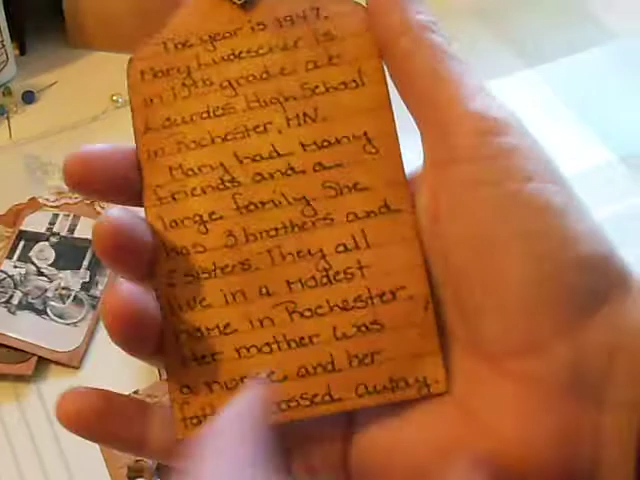 The year is 1947.
Mary Ludescher is
in 12th grade at
Lourdes High School
in Rochester, MN.
Mary had many
friends and a
large family. She
has 3 brothers and
sisters. They all
live in a modest
home in Rochester.
Her mother was
a nurse and her
passed away.